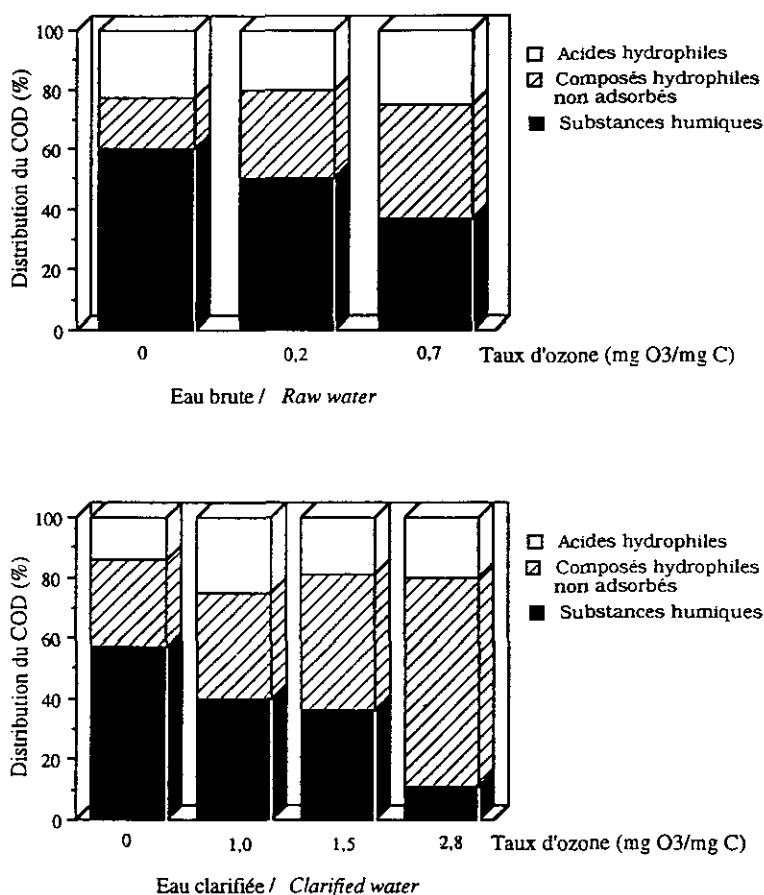 Distribution du COD (%)
100
80
60
40
20
0
0 0,2 0,7 Taux d'ozone (mg O3/mg C)
Eau brute / Raw water
Acides hydrophiles
Composés hydrophiles
non adsorbés
Substances humiques
Distribution du COD (%)
100
80
60
40
20
0
0 1,0 1,5 2,8 Taux d'ozone (mg O3/mg C)
Eau clarifiée / Clarified water
Acides hydrophiles
Composés hydrophiles
non adsorbés
Substances humiques